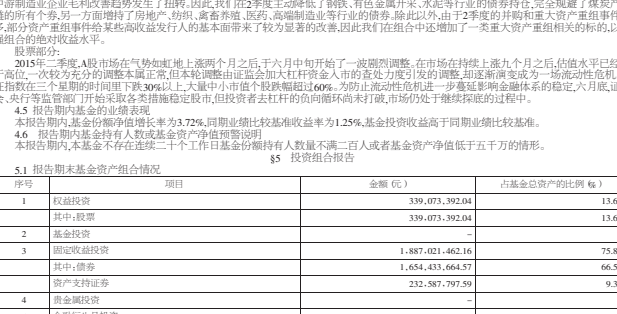 游制造业企业毛利改善趋势发生了扭转。因此,我们在2季度主动降低了钢铁、有色金属开采、水泥等行业的债券持仓,完全规避了煤炭
链的所有个券,另一方面增持了房地产、纺织、禽畜养殖、医药、高端制造业等行业的债券。除此以外,由于2季度的并购和重大资产重组事件
多,部分资产重组事件给某些高收益发行人的基本面带来了较为显著的改善,因此我们在组合中还增加了一类重大资产重组相关的标的,以
强组合的绝对收益水平。
股票部分:
2015年二季度,A股市场在气势如虹地上涨两个月之后,于六月中旬开始了一波剧烈调整。在市场在持续上涨九个月之后,估值水平已经
于高位,一次较为充分的调整本属正常,但本轮调整由证监会加大杠杆资金入市的查处力度引发的调整,却逐渐演变成为一场流动性危机。
证指数在三个星期的时间里下跌30%以上,大量中小市值个股跌幅超过60%。为防止流动性危机进一步蔓延影响金融体系的稳定,六月底,证
会、央行等监管部门开始采取各类措施稳定股市,但投资者去杠杆的负向循环尚未打破,市场仍处于继续探底的过程中。
4.5 报告期内基金的业绩表现
本报告期内,基金份额净值增长率为3.72%,同期业绩比较基准收益率为1.25%,基金投资收益高于同期业绩比较基准。
4.6 报告期内基金持有人数或基金资产净值预警说明
本报告期内,本基金不存在连续二十个工作日基金份额持有人数量不满二百人或者基金资产净值低于五千万的情形。
§5 投资组合报告
5.1 报告期末基金资产组合情况
序号 项目 金额(元) 占基金总资产的比例(%)
1 权益投资 339,073,392.04 13.6
其中:股票 339,073,392.04 13.6
2 基金投资 -
3 固定收益投资 1,887,021,462.16 75.8
其中:债券 1,654,433,664.57 66.5
资产支持证券 232,587,797.59 9.3
4 贵金属投资 -